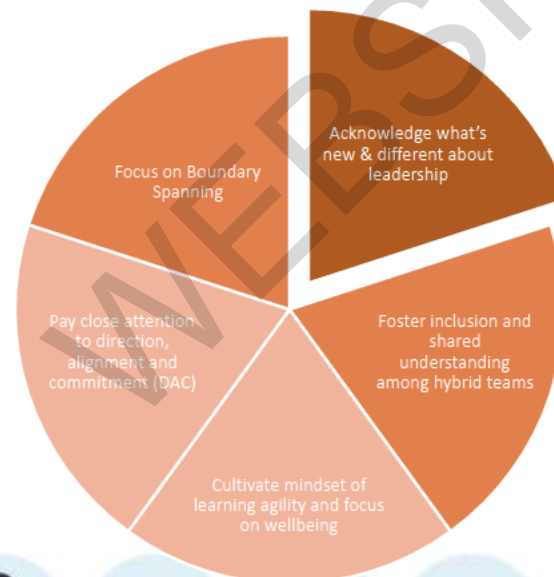 Acknowledge what's
new & different about
leadership
Foster inclusion and
shared
understanding
among hybrid teams
Cultivate mindset of
learning agility and focus
on wellbeing
Pay close attention
to direction,
alignment and
commitment (DAC)
Focus on Boundary
Spanning